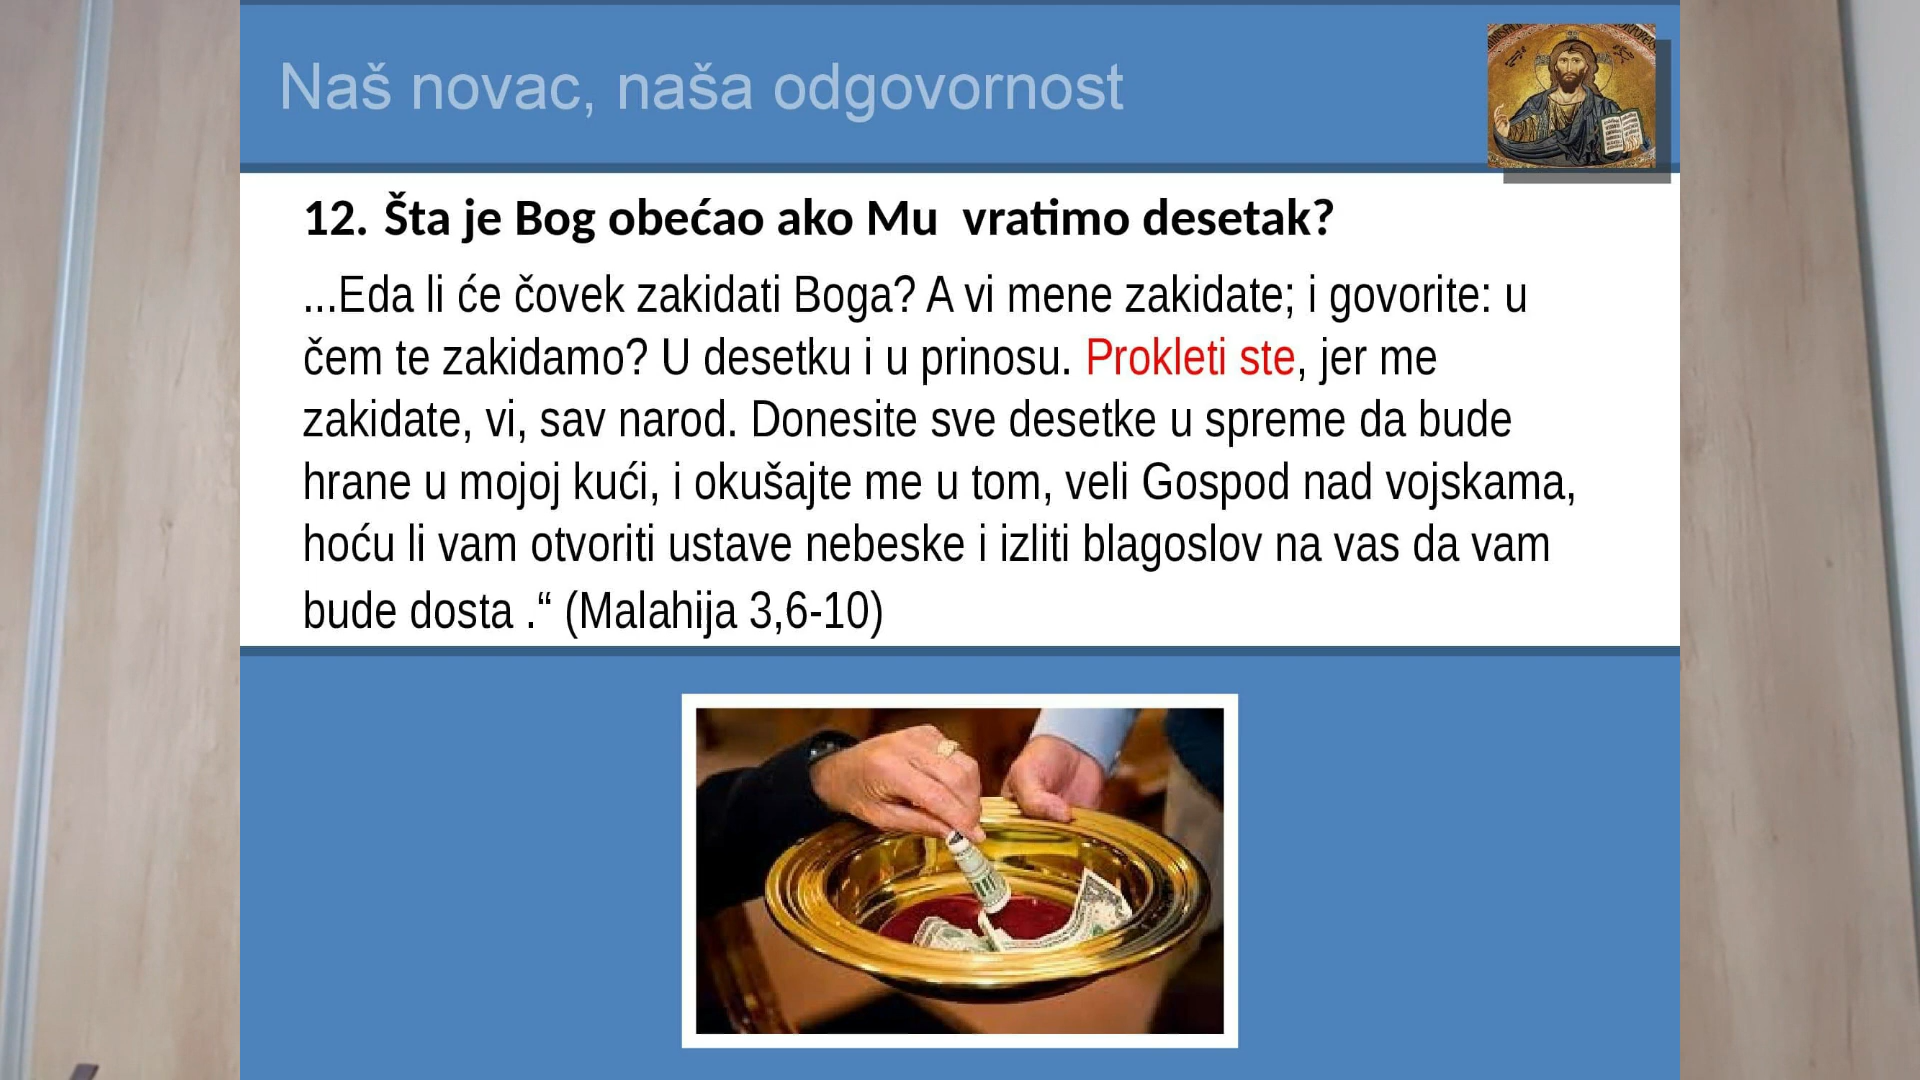 Naš novac, naša odgovornost
12. Šta je Bog obećao ako Mu  vratimo desetak?
...Eda li će čovek zakidati Boga? A vi mene zakidate; i govorite: u
čem te zakidamo? U desetku i u prinosu. Prokleti ste, jer me
zakidate, vi, sav narod. Donesite sve desetke u spreme da bude
hrane u mojoj kući, i okušajte me u tom, veli Gospod nad vojskama,
hoću li vam otvoriti ustave nebeske i izliti blagoslov na vas da vam
bude dosta .“ (Malahija 3,6-10)